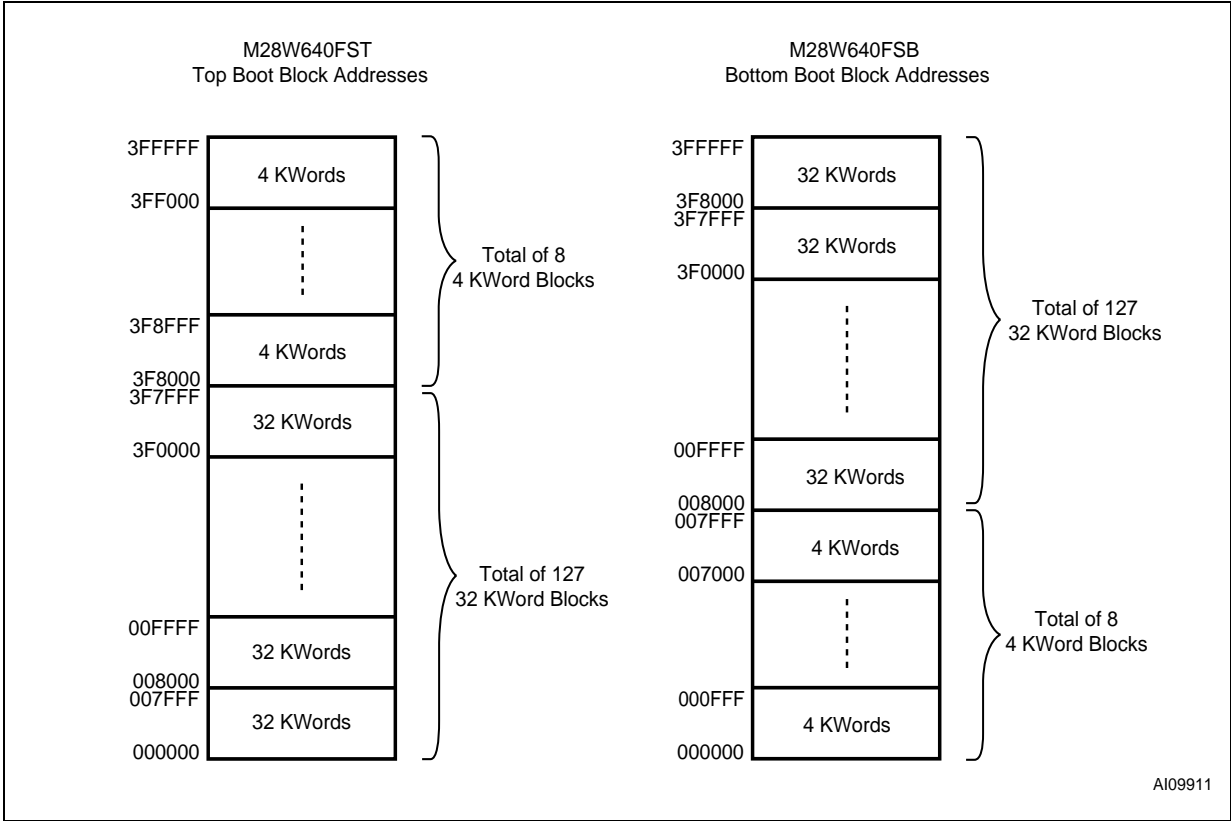 M28W640FST
Top Boot Block Addresses
3FFFFF
4 KWords
3FF000
Total of 8
4 KWord Blocks
3F8FFF
4 KWords
3F8000
3F7FFF
32 KWords
3F0000
Total of 127
32 KWord Blocks
00FFFF
32 KWords
008000
007FFF
32 KWords
000000
M28W640FSB
Bottom Boot Block Addresses
3FFFFF
32 KWords
3F8000
3F7FFF
32 KWords
3F0000
Total of 127
32 KWord Blocks
00FFFF
32 KWords
008000
007FFF
4 KWords
007000
Total of 8
4 KWord Blocks
000FFF
4 KWords
000000
AI09911